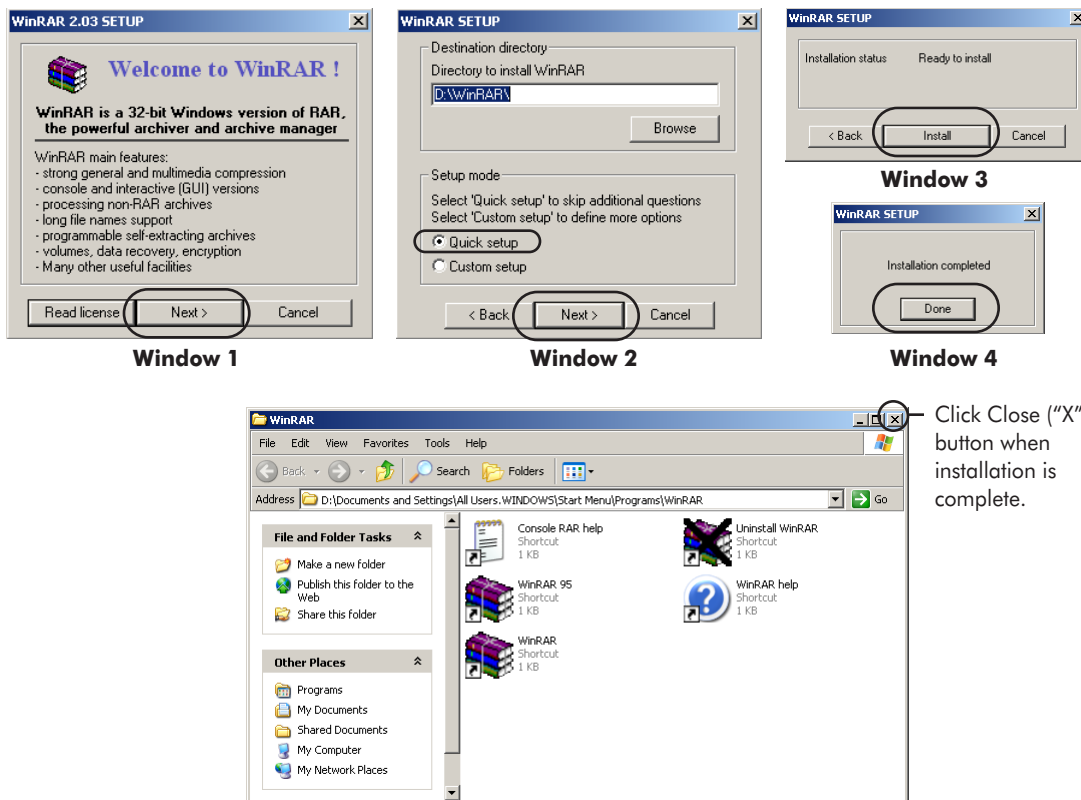 WinRAR 2.03 SETUP
Welcome to WinRAR !
WinRAR is a 32-bit Windows version of RAR,
the powerful archiver and archive manager
WinRAR main features:
- strong general and multimedia compression
- console and interactive (GUI) versions
- processing non-RAR archives
- long file names support
- programmable self-extracting archives
- volumes, data recovery, encryption
- Many other useful facilities
Read license
Next >
Cancel
Window 1
WinRAR SETUP
Destination directory
Directory to install WinRAR
D:\WinRAR\
Browse
Setup mode
Select 'Quick setup' to skip additional questions
Select 'Custom setup' to define more options
Quick setup
Custom setup
< Back
Next >
Cancel
Window 2
WinRAR SETUP
Installation status Ready to install
< Back
Install
Cancel
Window 3
WinRAR SETUP
Installation completed
Done
Window 4
WinRAR
File Edit View Favorites Tools Help
Back Search Folders
Address D:\Documents and Settings\All Users.WINDOWS\Start Menu\Programs\WinRAR Go
File and Folder Tasks
Make a new folder
Publish this folder to the
Web
Share this folder
Other Places
Programs
My Documents
Shared Documents
My Computer
My Network Places
Console RAR help
Shortcut
1 KB
Uninstall WinRAR
Shortcut
1 KB
WinRAR 95
Shortcut
1 KB
WinRAR help
Shortcut
1 KB
WinRAR
Shortcut
1 KB
Click Close ("X"
button when
installation is
complete.